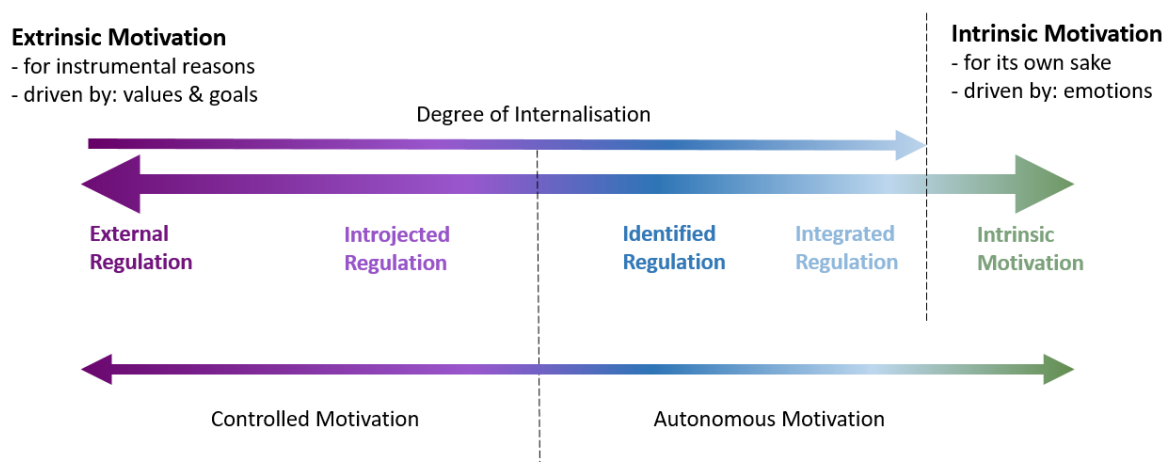 Extrinsic Motivation
- for instrumental reasons
- driven by: values & goals
Intrinsic Motivation
- for its own sake
- driven by: emotions
Degree of Internalisation
External
Regulation
Introjected
Regulation
Identified
Regulation
Integrated
Regulation
Intrinsic
Motivation
Controlled Motivation
Autonomous Motivation